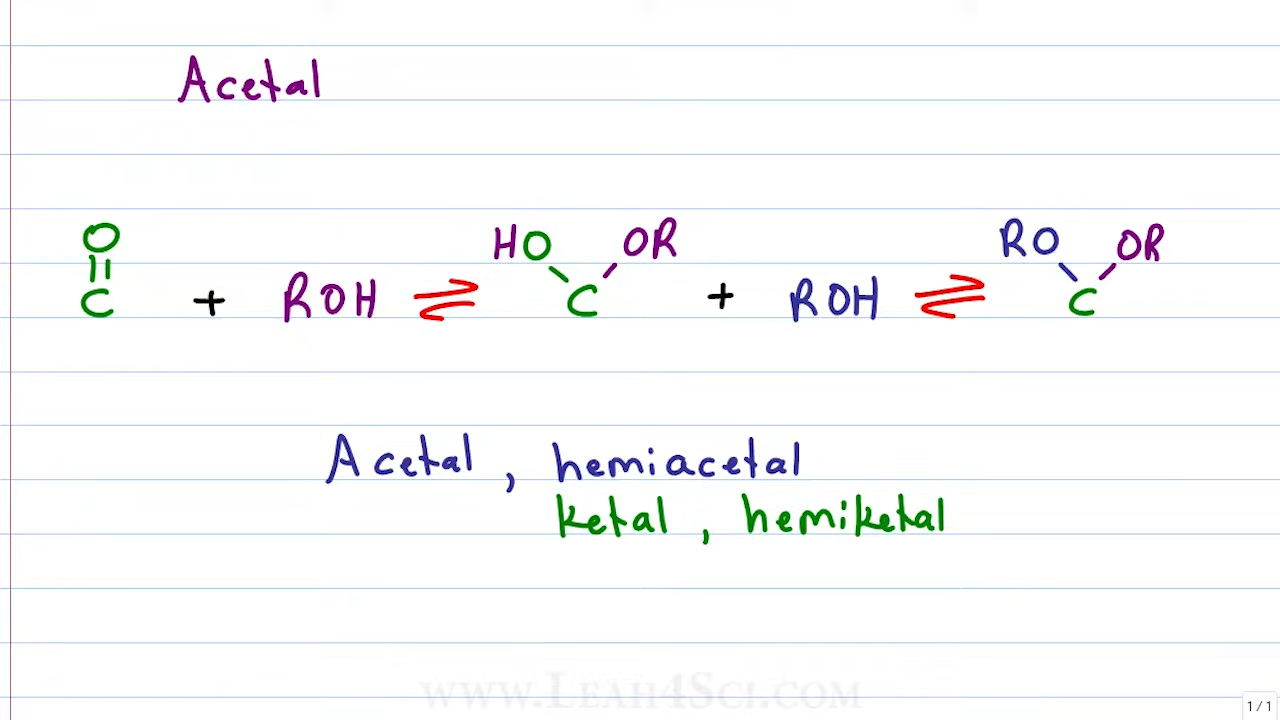 Acetal
O HO OR RO OR
C + ROH ⇌ C + ROH ⇌ C
Acetal, hemiacetal
ketal, hemiketal
www.Leah4Sci.com
1/1